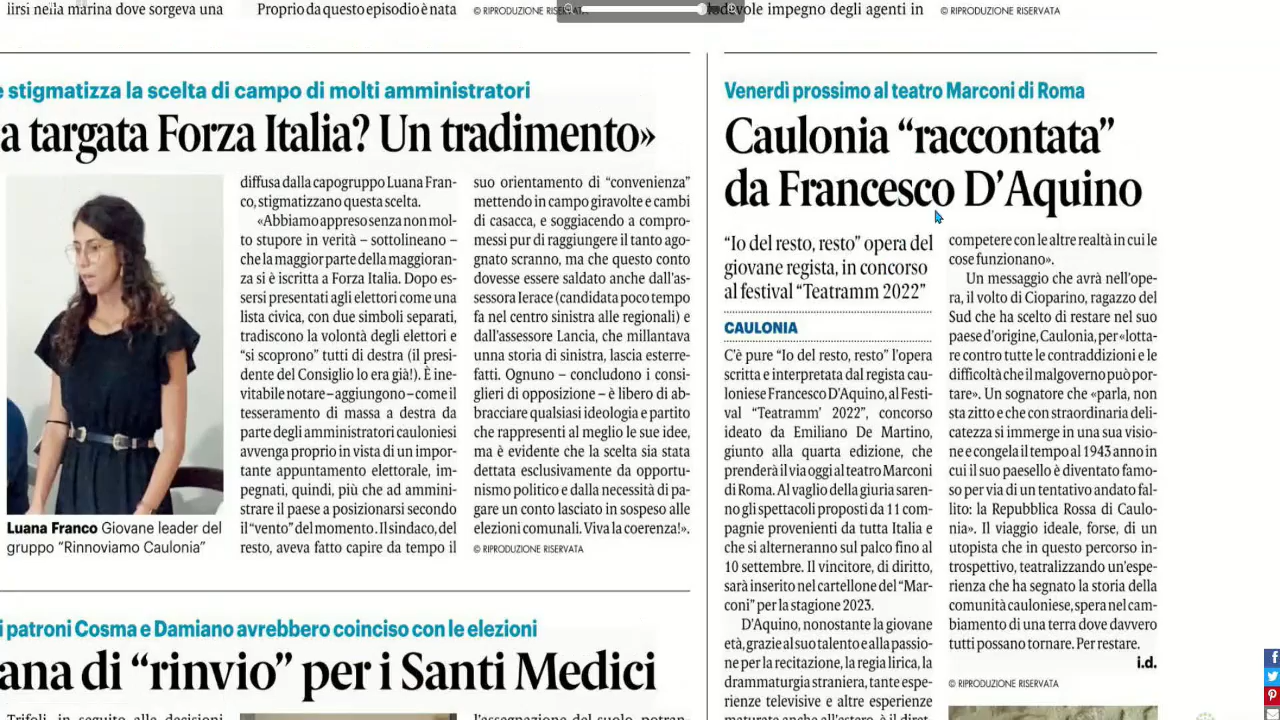 lirsi nella marina dove sorgeva una
Proprio da questo episodio è nata
© RIPRODUZIONE RISERVATA
devole impegno degli agenti in
© RIPRODUZIONE RISERVATA
e stigmatizza la scelta di campo di molti amministratori
a targata Forza Italia? Un tradimento»
Luana Franco Giovane leader del
gruppo “Rinnoviamo Caulonia”
diffusa dalla capogruppo Luana Fran-
co, stigmatizzano questa scelta.
«Abbiamo appreso senza non mol-
to stupore in verità – sottolineano –
che la maggior parte della maggioran-
za si è iscritta a Forza Italia. Dopo es-
sersi presentati agli elettori come una
lista civica, con due simboli separati,
tradiscono la volontà degli elettori e
“si scoprono” tutti di destra (il presi-
dente del Consiglio lo era già!). È ine-
vitabile notare – aggiungono – come il
tesseramento di massa a destra da
parte degli amministratori cauloniesi
avvenga proprio in vista di un impor-
tante appuntamento elettorale, im-
pegnati, quindi, più che ad ammini-
strare il paese a posizionarsi secondo
il “vento” del momento. Il sindaco, del
resto, aveva fatto capire da tempo il
suo orientamento di “convenienza”
mettendo in campo giravolte e cambi
di casacca, e soggiacendo a compro-
messi pur di raggiungere il tanto ago-
gnato scranno, ma che questo conto
dovesse essere saldato anche dall’as-
sessora Ierace (candidata poco tempo
fa nel centro sinistra alle regionali) e
dall’assessore Lancia, che millantava
unna storia di sinistra, lascia esterre-
fatti. Ognuno – concludono i consi-
glieri di opposizione – è libero di ab-
bracciare qualsiasi ideologia e partito
che rappresenti al meglio le sue idee,
ma è evidente che la scelta sia stata
dettata esclusivamente da opportu-
nismo politico e dalla necessità di pa-
gare un conto lasciato in sospeso alle
elezioni comunali. Viva la coerenza!».
© RIPRODUZIONE RISERVATA
i patroni Cosma e Damiano avrebbero coinciso con le elezioni
ana di “rinvio” per i Santi Medici
Trifoli, in seguito alle decisioni
l’assegnazione del suolo, potran-
Venerdì prossimo al teatro Marconi di Roma
Caulonia “raccontata”
da Francesco D’Aquino
“Io del resto, resto” opera del
giovane regista, in concorso
al festival “Teatramm 2022”
CAULONIA
C’è pure “Io del resto, resto” l’opera
scritta e interpretata dal regista cau-
loniese Francesco D’Aquino, al Festi-
val “Teatramm’ 2022”, concorso
ideato da Emiliano De Martino,
giunto alla quarta edizione, che
prenderà il via oggi al teatro Marconi
di Roma. Al vaglio della giuria saren-
no gli spettacoli proposti da 11 com-
pagnie provenienti da tutta Italia e
che si alterneranno sul palco fino al
10 settembre. Il vincitore, di diritto,
sarà inserito nel cartellone del “Mar-
coni” per la stagione 2023.
D’Aquino, nonostante la giovane
età, grazie al suo talento e alla passio-
ne per la recitazione, la regia lirica, la
drammaturgia straniera, tante espe-
rienze televisive e altre esperienze
maturate anche all’estero, è il diret-
competere con le altre realtà in cui le
cose funzionano».
Un messaggio che avrà nell’ope-
ra, il volto di Cioparino, ragazzo del
Sud che ha scelto di restare nel suo
paese d’origine, Caulonia, per «lotta-
re contro tutte le contraddizioni e le
difficoltà che il malgoverno può por-
tare». Un sognatore che «parla, non
sta zitto e che con straordinaria deli-
catezza si immerge in una sua visio-
ne e congela il tempo al 1943 anno in
cui il suo paesello è diventato famo-
so per via di un tentativo andato fal-
lito: la Repubblica Rossa di Caulo-
nia». Il viaggio ideale, forse, di un
utopista che in questo percorso in-
trospettivo, teatralizzando un’espe-
rienza che ha segnato la storia della
comunità cauloniese, spera nel cam-
biamento di una terra dove davvero
tutti possano tornare. Per restare.
i.d.
© RIPRODUZIONE RISERVATA